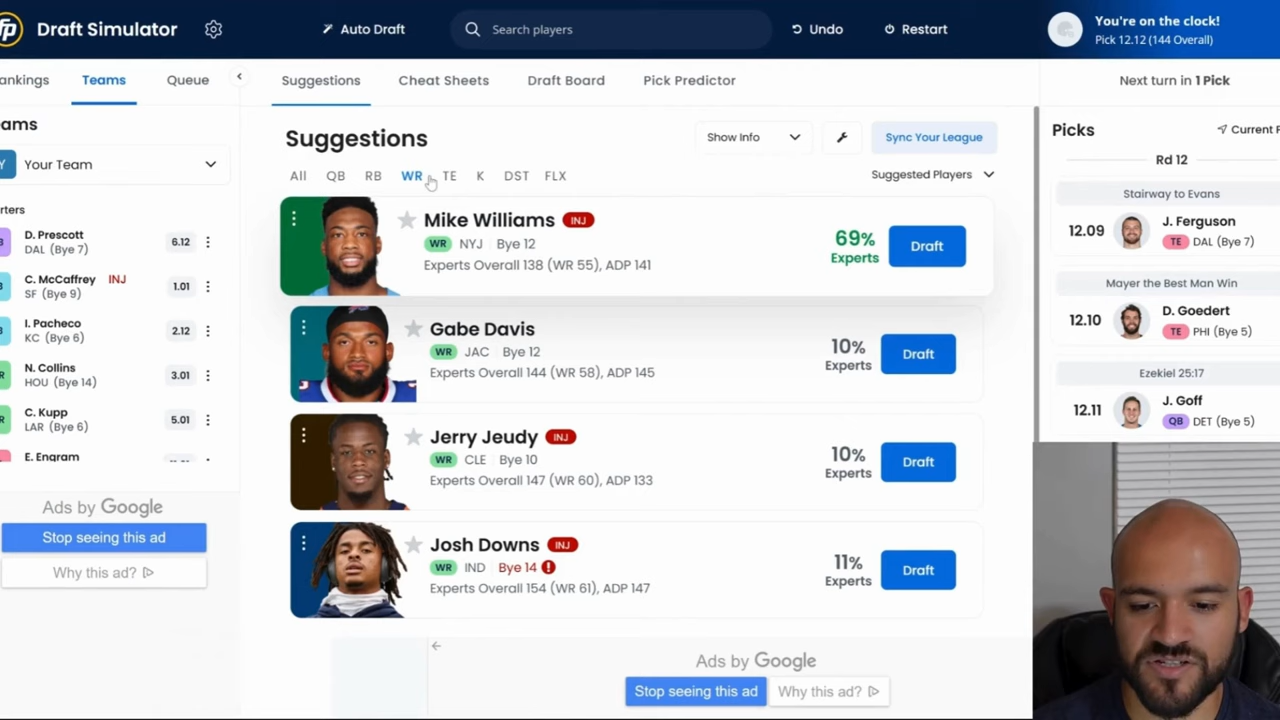 fp Draft Simulator
Auto Draft
Search players
Undo
Restart
You're on the clock!
Pick 12.12 (144 Overall)
ankings
Teams
Queue
Suggestions
Cheat Sheets
Draft Board
Pick Predictor
Next turn in 1 Pick
ams
Y Your Team
rters
B D. Prescott 6.12
DAL (Bye 7)
B C. McCaffrey INJ 1.01
SF (Bye 9)
B I. Pacheco 2.12
KC (Bye 6)
R N. Collins 3.01
HOU (Bye 14)
R C. Kupp 5.01
LAR (Bye 6)
E. Engram
Ads by Google
Stop seeing this ad
Why this ad?
Suggestions
Show Info
Sync Your League
All QB RB WR TE K DST FLX
Suggested Players
Mike Williams INJ
WR NYJ Bye 12
Experts Overall 138 (WR 55), ADP 141
69%
Experts
Draft
Gabe Davis
WR JAC Bye 12
Experts Overall 144 (WR 58), ADP 145
10%
Experts
Draft
Jerry Jeudy INJ
WR CLE Bye 10
Experts Overall 147 (WR 60), ADP 133
10%
Experts
Draft
Josh Downs INJ
WR IND Bye 14
Experts Overall 154 (WR 61), ADP 147
11%
Experts
Draft
Ads by Google
Stop seeing this ad
Why this ad?
Picks
Current P
Rd 12
Stairway to Evans
12.09 J. Ferguson
TE DAL (Bye 7)
Mayer the Best Man Win
12.10 D. Goedert
TE PHI (Bye 5)
Ezekiel 25:17
12.11 J. Goff
QB DET (Bye 5)